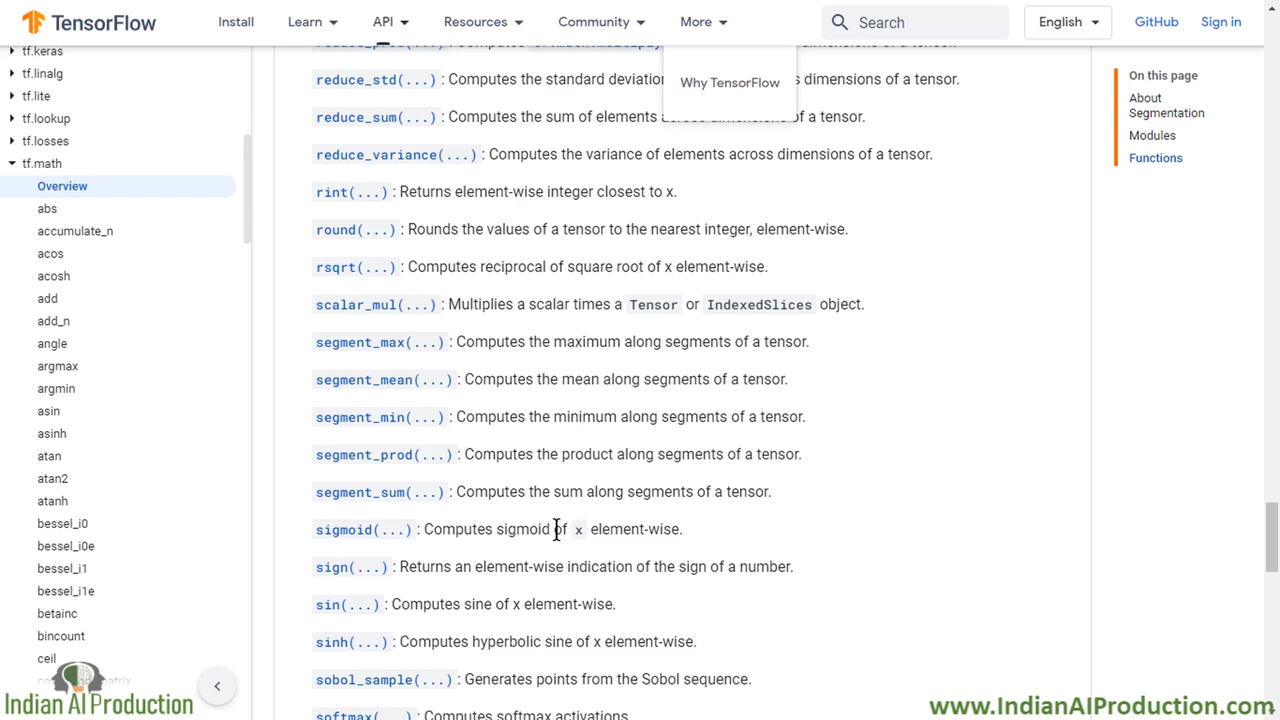 TensorFlow
Install
Learn
API
Resources
Community
More
Search
English
GitHub
Sign in
tf.keras
tf.linalg
tf.lite
tf.lookup
tf.losses
tf.math
Overview
abs
accumulate_n
acos
acosh
add
add_n
angle
argmax
argmin
asin
asinh
atan
atan2
atanh
bessel_i0
bessel_i0e
bessel_i1
bessel_i1e
betainc
bincount
ceil
Why TensorFlow
reduce_std(...) : Computes the standard deviation dimensions of a tensor.
reduce_sum(...) : Computes the sum of elements across dimensions of a tensor.
reduce_variance(...) : Computes the variance of elements across dimensions of a tensor.
rint(...) : Returns element-wise integer closest to x.
round(...) : Rounds the values of a tensor to the nearest integer, element-wise.
rsqrt(...) : Computes reciprocal of square root of x element-wise.
scalar_mul(...) : Multiplies a scalar times a Tensor or IndexedSlices object.
segment_max(...) : Computes the maximum along segments of a tensor.
segment_mean(...) : Computes the mean along segments of a tensor.
segment_min(...) : Computes the minimum along segments of a tensor.
segment_prod(...) : Computes the product along segments of a tensor.
segment_sum(...) : Computes the sum along segments of a tensor.
sigmoid(...) : Computes sigmoid of x element-wise.
sign(...) : Returns an element-wise indication of the sign of a number.
sin(...) : Computes sine of x element-wise.
sinh(...) : Computes hyperbolic sine of x element-wise.
sobol_sample(...) : Generates points from the Sobol sequence.
softmax(...) : Computes softmax activations.
On this page
About
Segmentation
Modules
Functions
Indian AI Production
www.IndianAIProduction.com